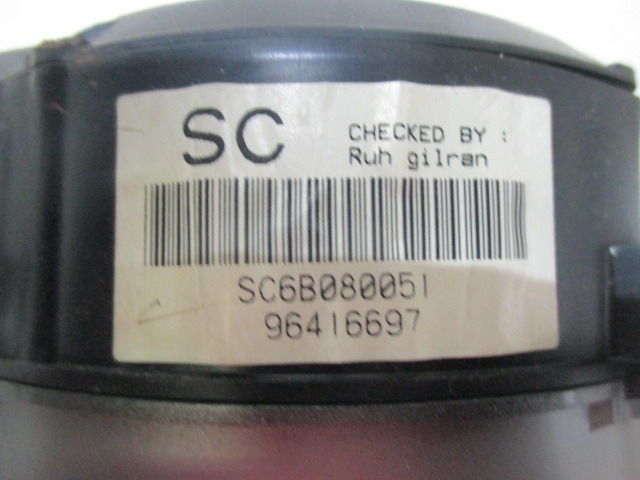 SC
CHECKED BY :
Ruh gilran
SC6B080051
96416697